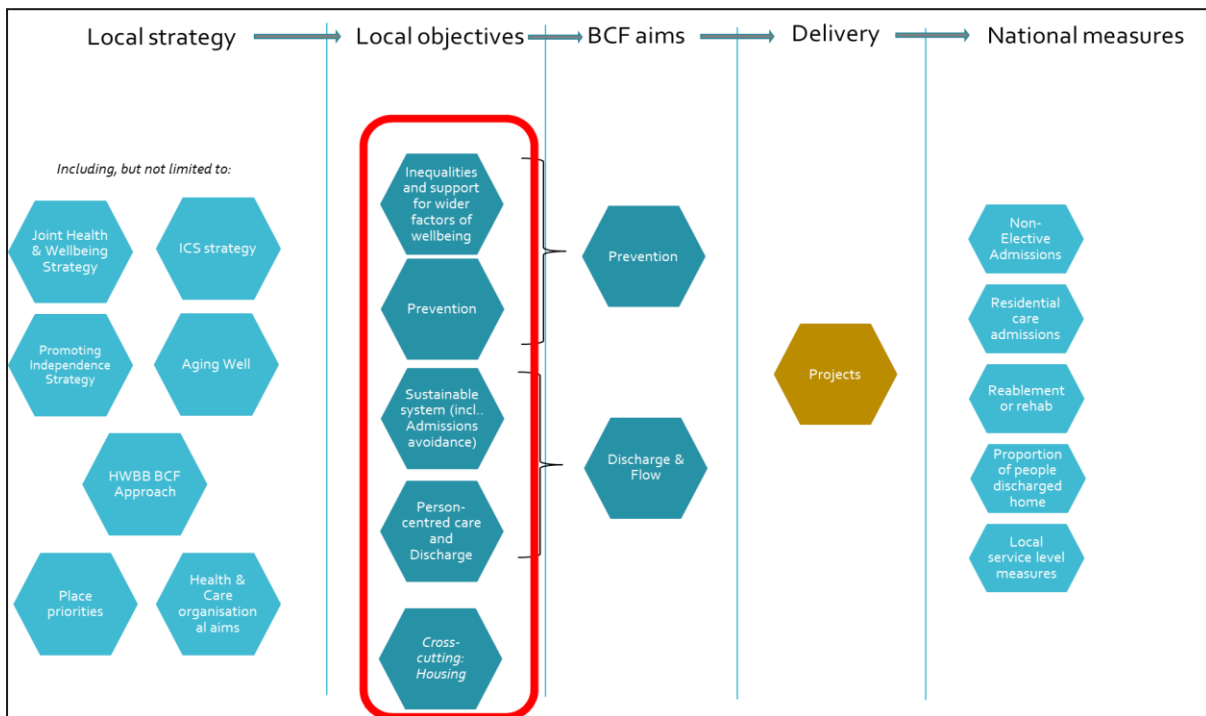 Local strategy
Local objectives
BCF aims
Delivery
National measures
Including, but not limited to:
Joint Health
& Wellbeing
Strategy
ICS strategy
Promoting
Independence
Strategy
Aging Well
HWBB BCF
Approach
Place
priorities
Health &
Care
organisation
al aims
Inequalities
and support
for wider
factors of
wellbeing
Prevention
Sustainable
system (incl..
Admissions
avoidance)
Person-
centred care
and
Discharge
Cross-
cutting:
Housing
Prevention
Discharge &
Flow
Projects
Non-
Elective
Admissions
Residential
care
admissions
Reablement
or rehab
Proportion
of people
discharged
home
Local
service level
measures